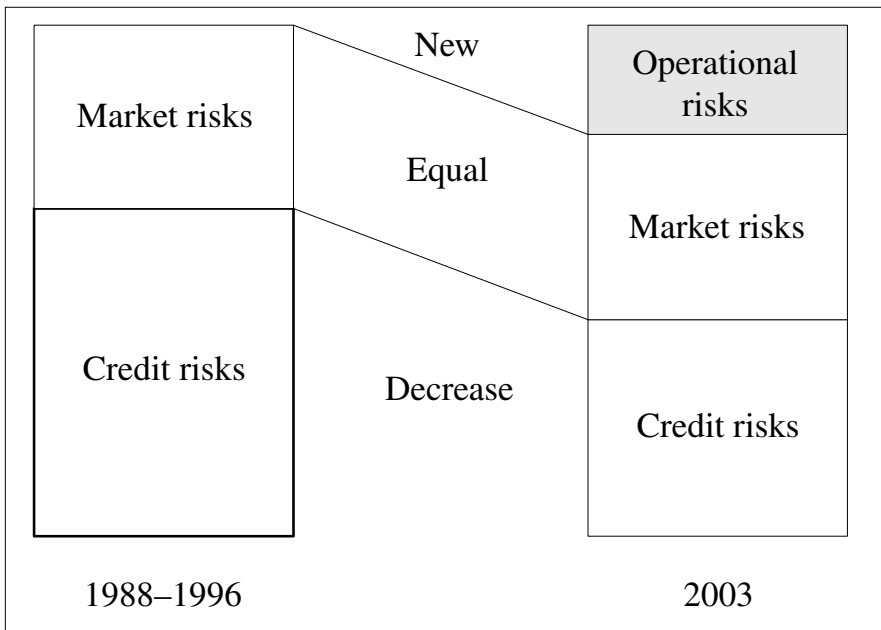 New
Operational
risks
Market risks
Equal
Market risks
Credit risks
Decrease
Credit risks
1988–1996
2003